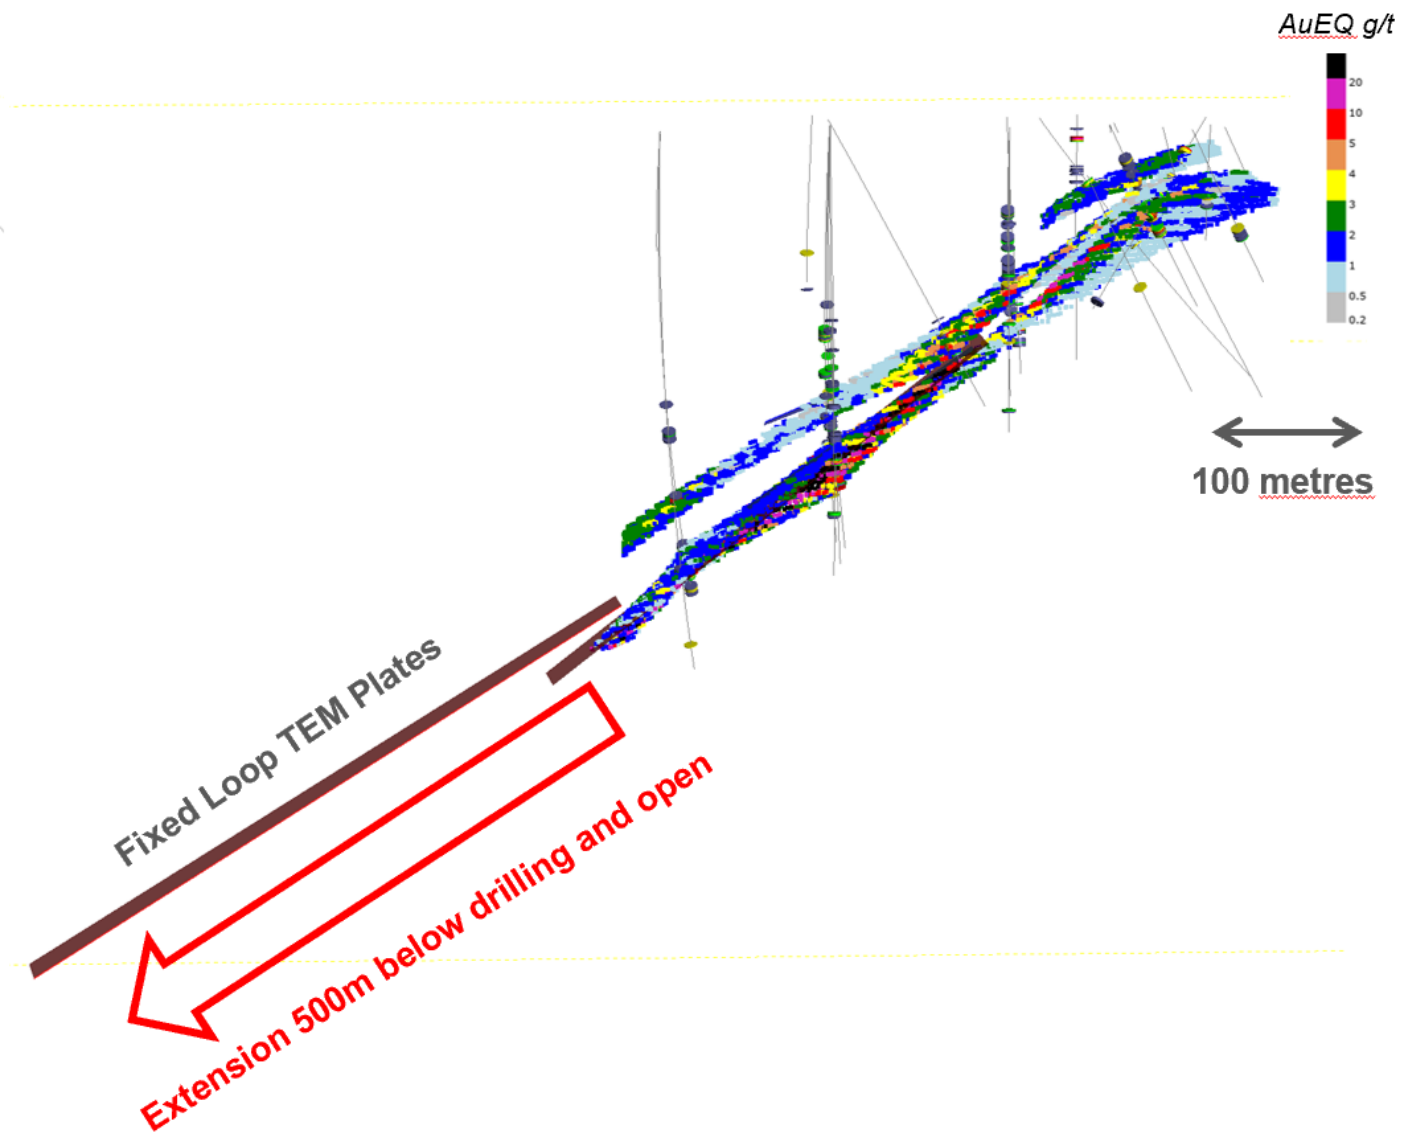 AuEQ g/t
20
10
5
4
3
2
1
0.5
0.2
100 metres
Fixed Loop TEM Plates
Extension 500m below drilling and open